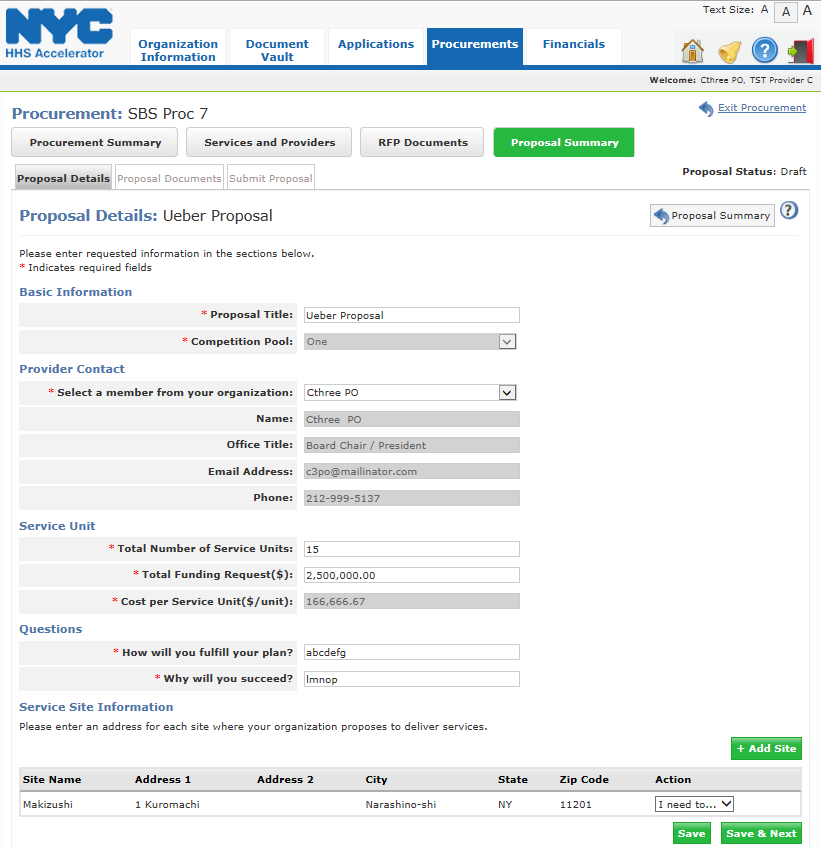 Text Size: A A A
NYC
HHS Accelerator
Organization Information
Document Vault
Applications
Procurements
Financials
Welcome: Cthree PO, TST Provider C
Procurement: SBS Proc 7
Exit Procurement
Procurement Summary
Services and Providers
RFP Documents
Proposal Summary
Proposal Details
Proposal Documents
Submit Proposal
Proposal Status: Draft
Proposal Details: Ueber Proposal
Proposal Summary
?
Please enter requested information in the sections below.
* Indicates required fields
Basic Information
* Proposal Title: Ueber Proposal
* Competition Pool: One
Provider Contact
* Select a member from your organization: Cthree PO
Name: Cthree PO
Office Title: Board Chair / President
Email Address: c3po@mailinator.com
Phone: 212-999-5137
Service Unit
* Total Number of Service Units: 15
* Total Funding Request($): 2,500,000.00
* Cost per Service Unit($/unit): 166,666.67
Questions
* How will you fulfill your plan? abcdefg
* Why will you succeed? lmnop
Service Site Information
Please enter an address for each site where your organization proposes to deliver services.
+ Add Site
Site Name Address 1 Address 2 City State Zip Code Action
Makizushi 1 Kuromachi Narashino-shi NY 11201 I need to...
Save
Save & Next